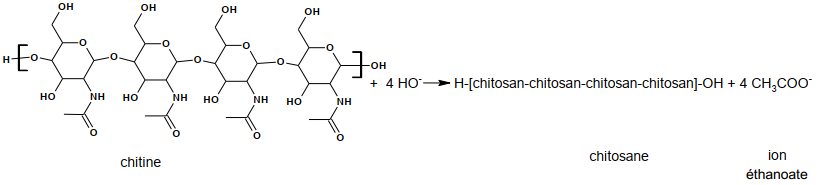 OH OH OH OH
H [ O O O O O O O O ] OH
HO NH HO NH HO NH HO NH
O O O O
+ 4 HO⁻ ⟶ H-[chitosan-chitosan-chitosan-chitosan]-OH + 4 CH₃COO⁻
chitine chitosane ion
éthanoate